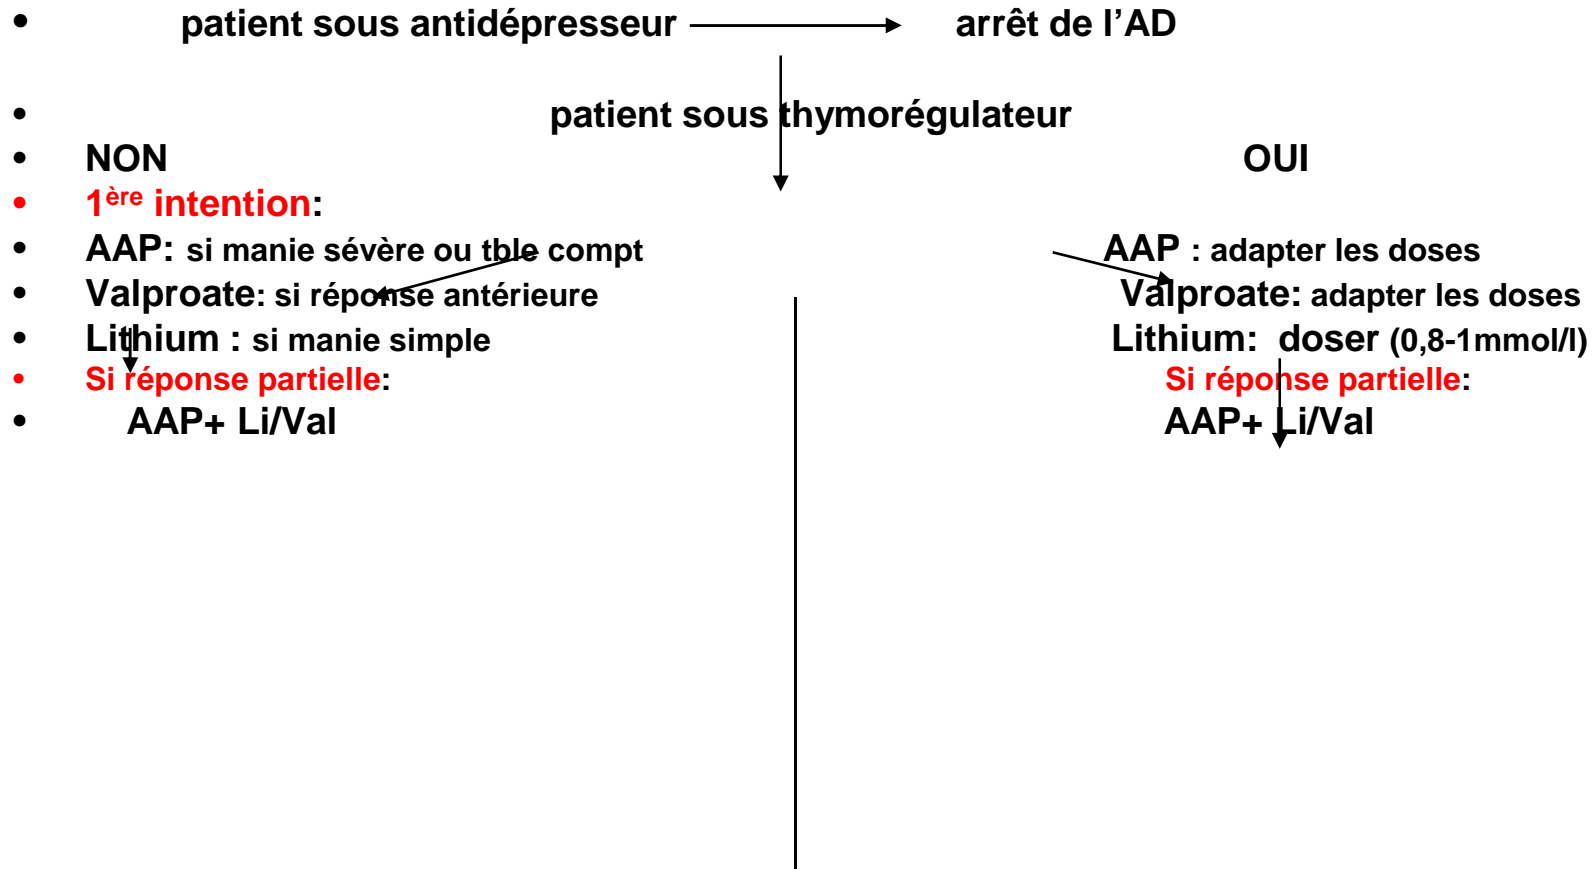 • patient sous antidépresseur arrêt de l’AD
• patient sous thymorégulateur
• NON OUI
• 1ère intention:
• AAP: si manie sévère ou tble compt AAP : adapter les doses
• Valproate: si réponse antérieure Valproate: adapter les doses
• Lithium : si manie simple Lithium: doser (0,8-1mmol/l)
• Si réponse partielle: Si réponse partielle:
• AAP+ Li/Val AAP+ Li/Val